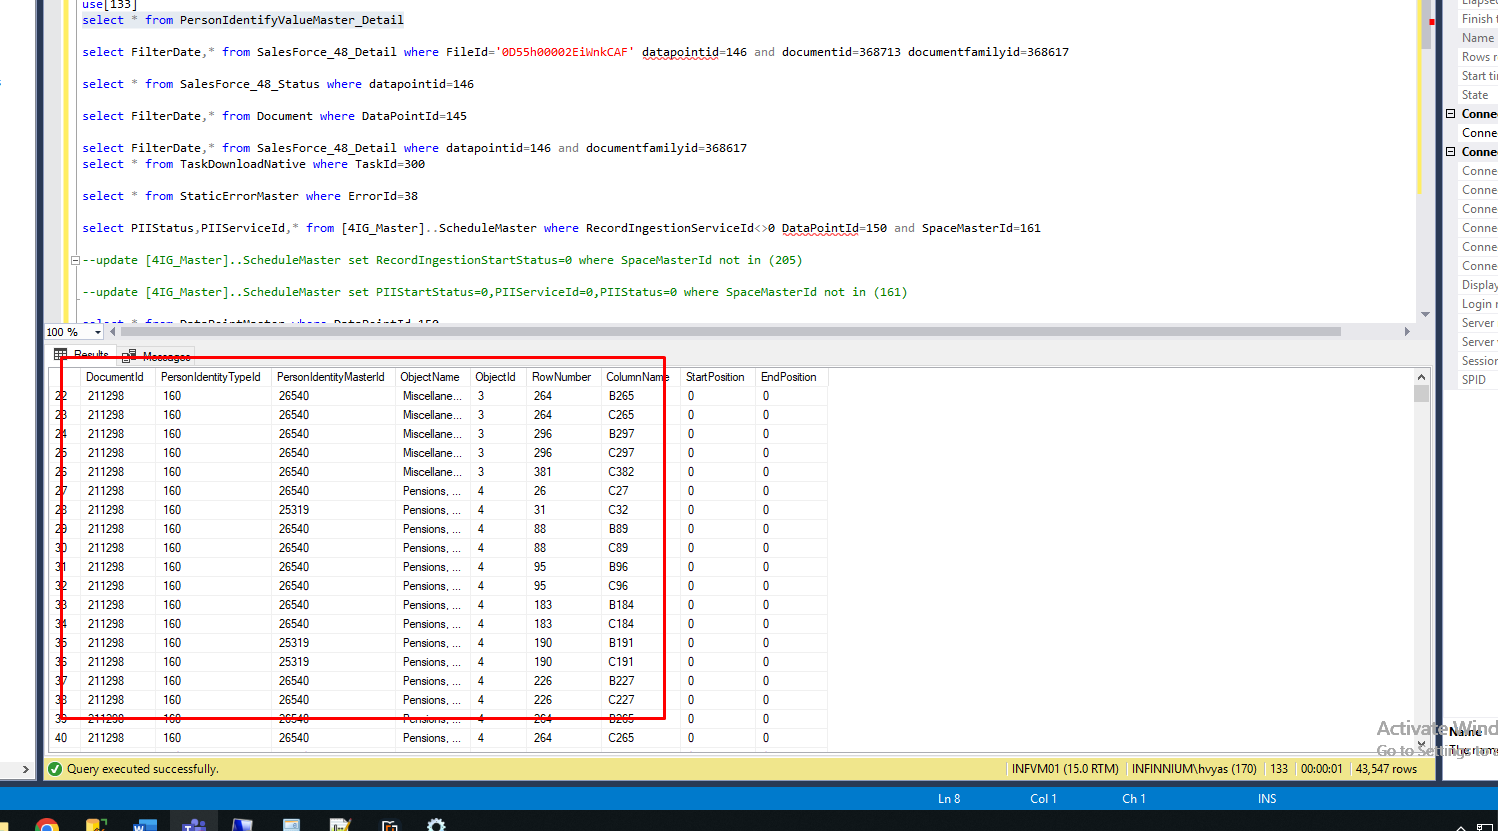 use[133]
select * from PersonIdentifyValueMaster_Detail
select FilterDate,* from SalesForce_48_Detail where FileId='0D55h00002EiWnkCAF' datapointid=146 and documentid=368713 documentfamilyid=368617
select * from SalesForce_48_Status where datapointid=146
select FilterDate,* from Document where DataPointId=145
select FilterDate,* from SalesForce_48_Detail where datapointid=146 and documentfamilyid=368617
select * from TaskDownloadNative where TaskId=300
select * from StaticErrorMaster where ErrorId=38
select PIIStatus,PIIServiceId,* from [4IG_Master]..ScheduleMaster where RecordIngestionServiceId<>0 DataPointId=150 and SpaceMasterId=161
--update [4IG_Master]..ScheduleMaster set RecordIngestionStartStatus=0 where SpaceMasterId not in (205)
--update [4IG_Master]..ScheduleMaster set PIIStartStatus=0,PIIServiceId=0,PIIStatus=0 where SpaceMasterId not in (161)
select * from DataPointMaster where DataPointId=150
100 %
Results Messages
DocumentId PersonIdentityTypeId PersonIdentityMasterId ObjectName ObjectId RowNumber ColumnName StartPosition EndPosition
22 211298 160 26540 Miscellane... 3 264 B265 0 0
23 211298 160 26540 Miscellane... 3 264 C265 0 0
24 211298 160 26540 Miscellane... 3 296 B297 0 0
25 211298 160 26540 Miscellane... 3 296 C297 0 0
26 211298 160 26540 Miscellane... 3 381 C382 0 0
27 211298 160 26540 Pensions, ... 4 26 C27 0 0
28 211298 160 25319 Pensions, ... 4 31 C32 0 0
29 211298 160 26540 Pensions, ... 4 88 B89 0 0
30 211298 160 26540 Pensions, ... 4 88 C89 0 0
31 211298 160 26540 Pensions, ... 4 95 B96 0 0
32 211298 160 26540 Pensions, ... 4 95 C96 0 0
33 211298 160 26540 Pensions, ... 4 183 B184 0 0
34 211298 160 26540 Pensions, ... 4 183 C184 0 0
35 211298 160 25319 Pensions, ... 4 190 B191 0 0
36 211298 160 25319 Pensions, ... 4 190 C191 0 0
37 211298 160 26540 Pensions, ... 4 226 B227 0 0
38 211298 160 26540 Pensions, ... 4 226 C227 0 0
39 211298 160 26540 Pensions, ... 4 264 B265 0 0
40 211298 160 26540 Pensions, ... 4 264 C265 0 0
Query executed successfully. INFVM01 (15.0 RTM) INFINNIUM\hvyas (170) 133 00:00:01 43,547 rows
Ln 8 Col 1 Ch 1 INS
Elapsed
Finish t
Name
Rows r
Start ti
State
Conne
Conne
Conne
Conne
Conne
Conne
Conne
Conne
Conne
Display
Login r
Server
Server
Session
SPID
Activate Wind
Name
Go to Settings to